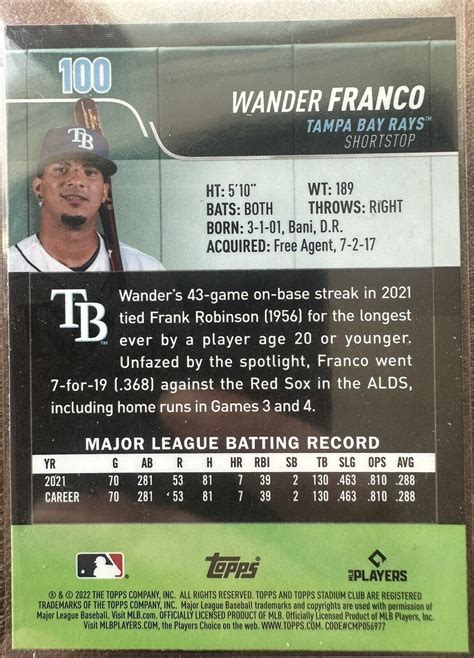 100
WANDER FRANCO
TAMPA BAY RAYS™
SHORTSTOP
TB
HT: 5'10" WT: 189
BATS: BOTH THROWS: RIGHT
BORN: 3-1-01, Bani, D.R.
ACQUIRED: Free Agent, 7-2-17
TB™
Wander's 43-game on-base streak in 2021
tied Frank Robinson (1956) for the longest
ever by a player age 20 or younger.
Unfazed by the spotlight, Franco went
7-for-19 (.368) against the Red Sox in the ALDS,
including home runs in Games 3 and 4.
MAJOR LEAGUE BATTING RECORD
YR G AB R H HR RBI SB TB SLG OPS AVG
2021 70 281 53 81 7 39 2 130 .463 .810 .288
CAREER 70 281 53 81 7 39 2 130 .463 .810 .288
topps
MLB PLAYERS
® & © 2022 THE TOPPS COMPANY, INC. ALL RIGHTS RESERVED. TOPPS AND TOPPS STADIUM CLUB ARE REGISTERED
TRADEMARKS OF THE TOPPS COMPANY, INC. Major League Baseball trademarks and copyrights are used with permission of
Major League Baseball. Visit MLB.com. OFFICIALLY LICENSED PRODUCT OF MLB. Officially Licensed Product of MLB Players, Inc.
Visit MLBPLAYERS.com, the Players Choice on the web. WWW.TOPPS.COM. CODE#CMP056977